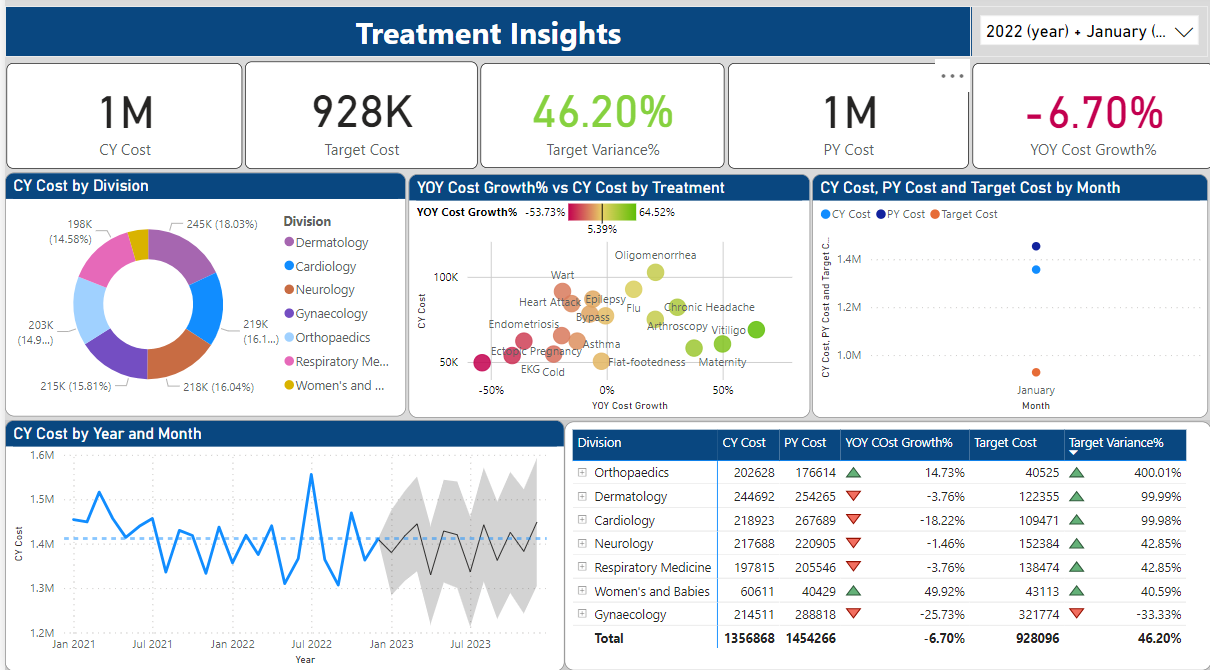 Treatment Insights
2022 (year) + January (...
1M
CY Cost
928K
Target Cost
46.20%
Target Variance%
1M
PY Cost
-6.70%
YOY Cost Growth%
CY Cost by Division
198K
(14.58%)
245K (18.03%)
203K
(14.9...)
219K
(16.1...)
215K (15.81%)
218K (16.04%)
Division
Dermatology
Cardiology
Neurology
Gynaecology
Orthopaedics
Respiratory Me...
Women's and ...
YOY Cost Growth% vs CY Cost by Treatment
YOY Cost Growth% -53.73% 64.52%
5.39%
CY Cost
100K
50K
Oligomenorrhea
Wart
Heart Attack
Epilepsy
Flu
Chronic Headache
Bypass
Endometriosis
Arthroscopy
Vitiligo
Asthma
Ectopic Pregnancy
Flat-footedness
Maternity
EKG
Cold
-50% 0% 50%
YOY Cost Growth
CY Cost, PY Cost and Target Cost by Month
CY Cost PY Cost Target Cost
CY Cost, PY Cost and Target C...
1.4M
1.2M
1.0M
January
Month
CY Cost by Year and Month
CY Cost
1.6M
1.5M
1.4M
1.3M
1.2M
Jan 2021 Jul 2021 Jan 2022 Jul 2022 Jan 2023 Jul 2023
Year
Division CY Cost PY Cost YOY COst Growth% Target Cost Target Variance%
Orthopaedics 202628 176614 14.73% 40525 400.01%
Dermatology 244692 254265 -3.76% 122355 99.99%
Cardiology 218923 267689 -18.22% 109471 99.98%
Neurology 217688 220905 -1.46% 152384 42.85%
Respiratory Medicine 197815 205546 -3.76% 138474 42.85%
Women's and Babies 60611 40429 49.92% 43113 40.59%
Gynaecology 214511 288818 -25.73% 321774 -33.33%
Total 1356868 1454266 -6.70% 928096 46.20%